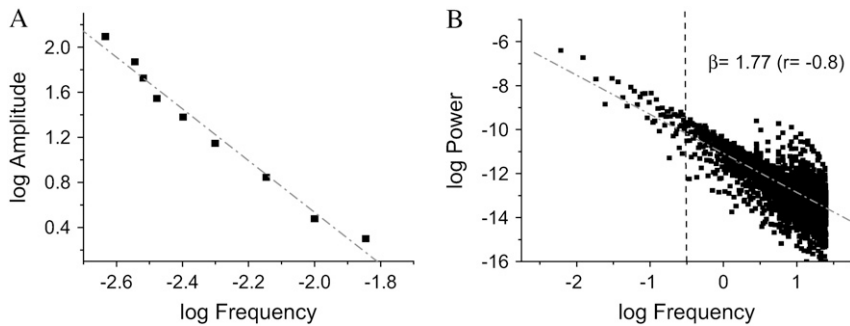 A
log Amplitude
2.0
1.6
1.2
0.8
0.4
-2.6 -2.4 -2.2 -2.0 -1.8
log Frequency
B
log Power
-6
-8
-10
-12
-14
-16
β= 1.77 (r= -0.8)
-2 -1 0 1
log Frequency